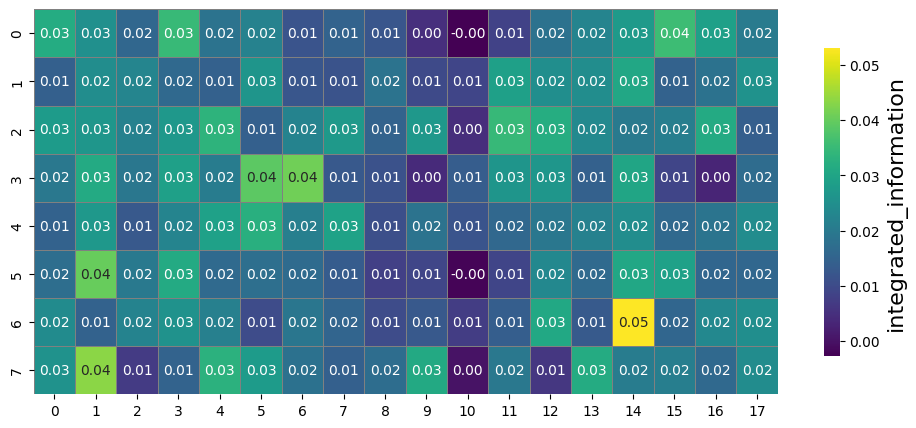 0 0.03 0.03 0.02 0.03 0.02 0.02 0.01 0.01 0.01 0.00 -0.00 0.01 0.02 0.02 0.03 0.04 0.03 0.02
1 0.01 0.02 0.02 0.02 0.01 0.03 0.01 0.01 0.02 0.01 0.01 0.03 0.02 0.02 0.03 0.01 0.02 0.03
2 0.03 0.03 0.02 0.03 0.03 0.01 0.02 0.03 0.01 0.03 0.00 0.03 0.03 0.02 0.02 0.02 0.03 0.01
3 0.02 0.03 0.02 0.03 0.02 0.04 0.04 0.01 0.01 0.00 0.01 0.03 0.03 0.01 0.03 0.01 0.00 0.02
4 0.01 0.03 0.01 0.02 0.03 0.03 0.02 0.03 0.01 0.02 0.01 0.02 0.02 0.02 0.02 0.02 0.02 0.02
5 0.02 0.04 0.02 0.03 0.02 0.02 0.02 0.01 0.01 0.01 -0.00 0.01 0.02 0.02 0.03 0.03 0.02 0.02
6 0.02 0.01 0.02 0.02 0.02 0.01 0.02 0.02 0.01 0.01 0.01 0.01 0.03 0.01 0.05 0.02 0.02 0.02
7 0.03 0.04 0.01 0.01 0.03 0.03 0.02 0.02 0.01 0.03 0.00 0.02 0.01 0.03 0.02 0.02 0.02 0.02
0 1 2 3 4 5 6 7 8 9 10 11 12 13 14 15 16 17
0.05
0.04
0.03
0.02
0.01
0.00
integrated_information